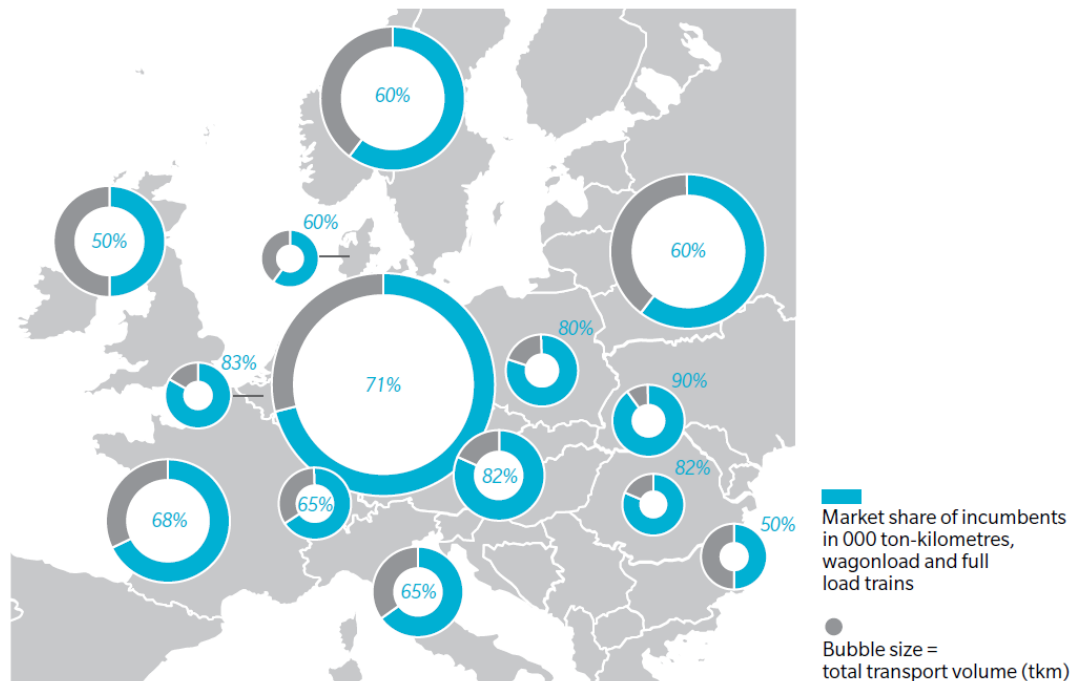 60%
50%
60%
60%
80%
83%
71%
90%
82%
82%
65%
68%
50%
65%
Market share of incumbents
in 000 ton-kilometres,
wagonload and full
load trains
Bubble size =
total transport volume (tkm)